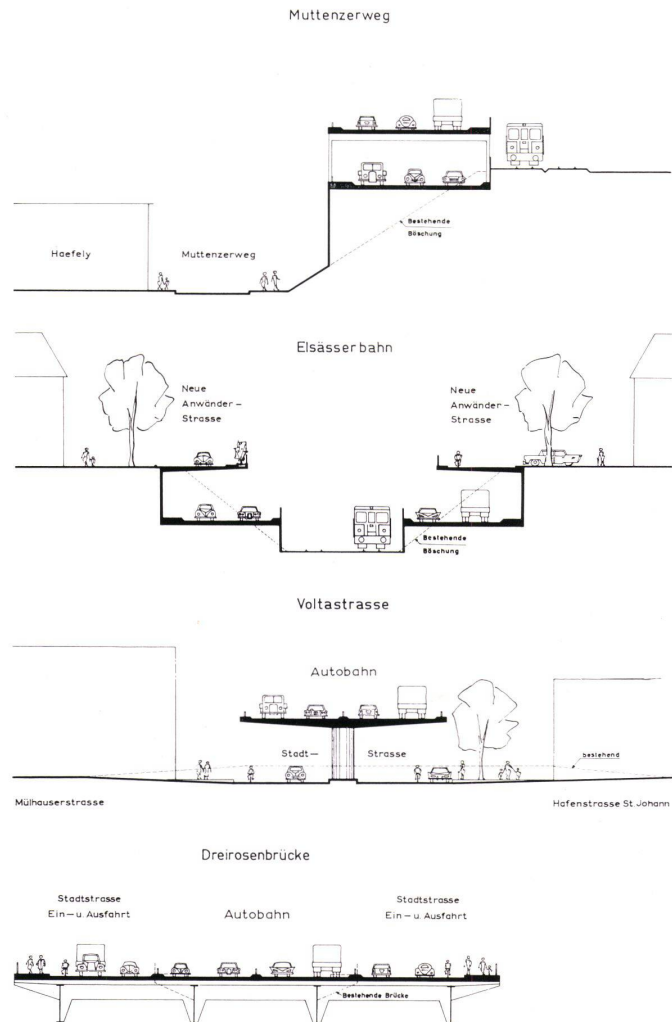 Muttenzerweg
Bestehende
Böschung
Haefely
Muttenzerweg
Elsässerbahn
Neue
Anwänder-
Strasse
Neue
Anwänder-
Strasse
Bestehende
Böschung
Voltastrasse
Autobahn
Stadt-
Strasse
bestehend
Mülhauserstrasse
Hafenstrasse St. Johann
Dreirosenbrücke
Stadtstrasse
Ein-u. Ausfahrt
Autobahn
Stadtstrasse
Ein-u. Ausfahrt
Bestehende Brücke